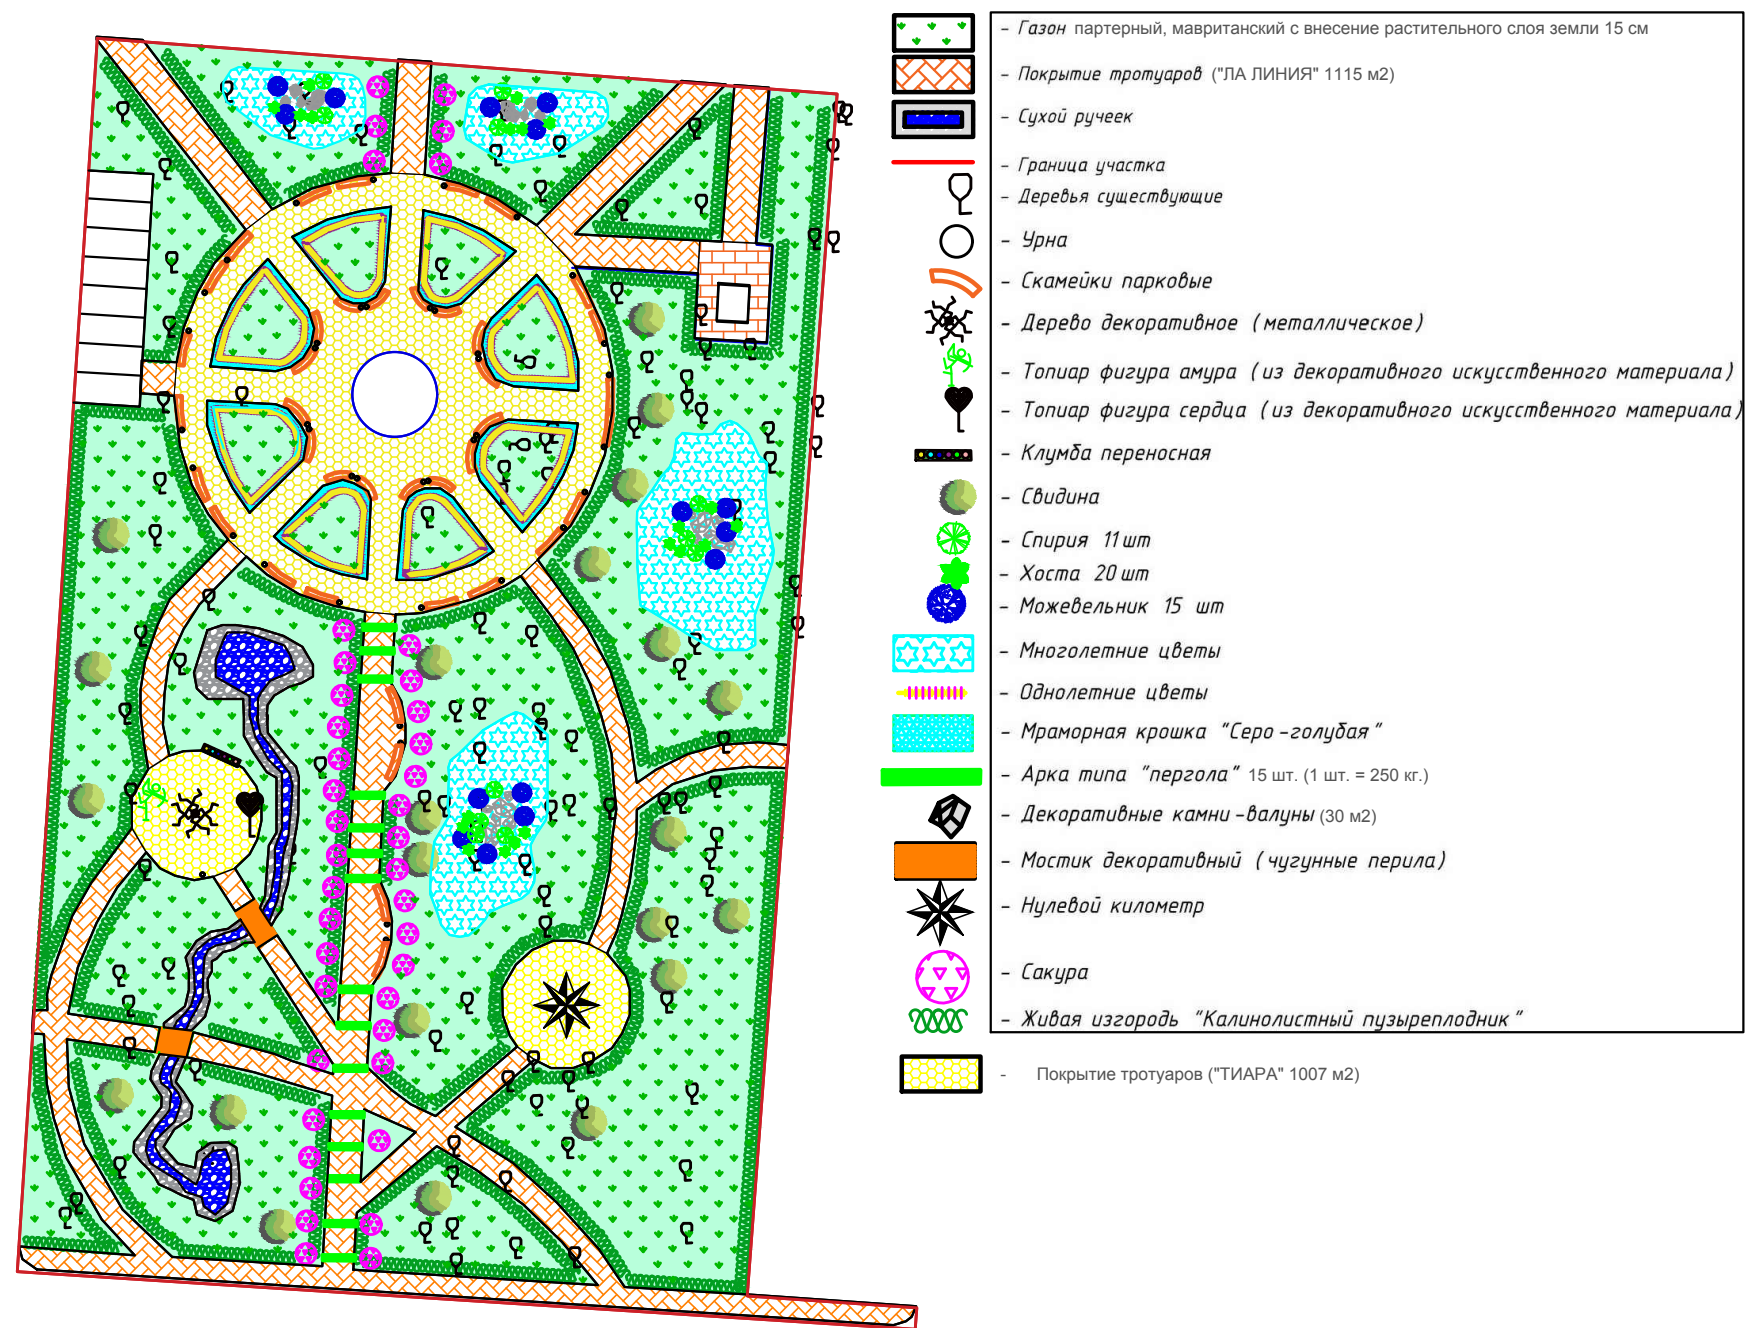 - Газон партерный, мавританский с внесение растительного слоя земли 15 см
- Покрытие тротуаров ("ЛА ЛИНИЯ" 1115 м2)
- Сухой ручеек
- Граница участка
- Деревья существующие
- Урна
- Скамейки парковые
- Дерево декоративное (металлическое)
- Топиар фигура амура (из декоративного искусственного материала)
- Топиар фигура сердца (из декоративного искусственного материала)
- Клумба переносная
- Свидина
- Спирия 11 шт
- Хоста 20 шт
- Можевельник 15 шт
- Многолетние цветы
- Однолетние цветы
- Мраморная крошка "Серо-голубая"
- Арка типа "пергола" 15 шт. (1 шт. = 250 кг.)
- Декоративные камни-валуны (30 м2)
- Мостик декоративный (чугунные перила)
- Нулевой километр
- Сакура
- Живая изгородь "Калинолистный пузыреплодник"
- Покрытие тротуаров ("ТИАРА" 1007 м2)